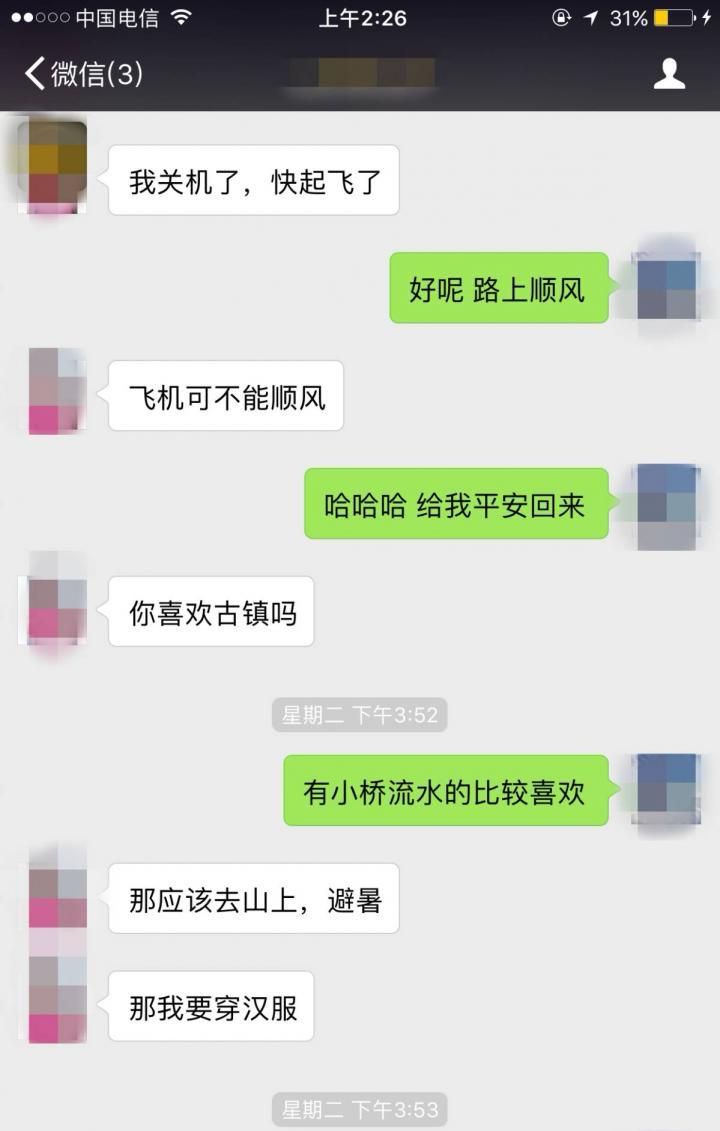 中国电信 上午2:26 31%
微信(3)
我关机了，快起飞了
好呢 路上顺风
飞机可不能顺风
哈哈哈 给我平安回来
你喜欢古镇吗
星期二 下午3:52
有小桥流水的比较喜欢
那应该去山上，避暑
那我要穿汉服
星期二 下午3:53